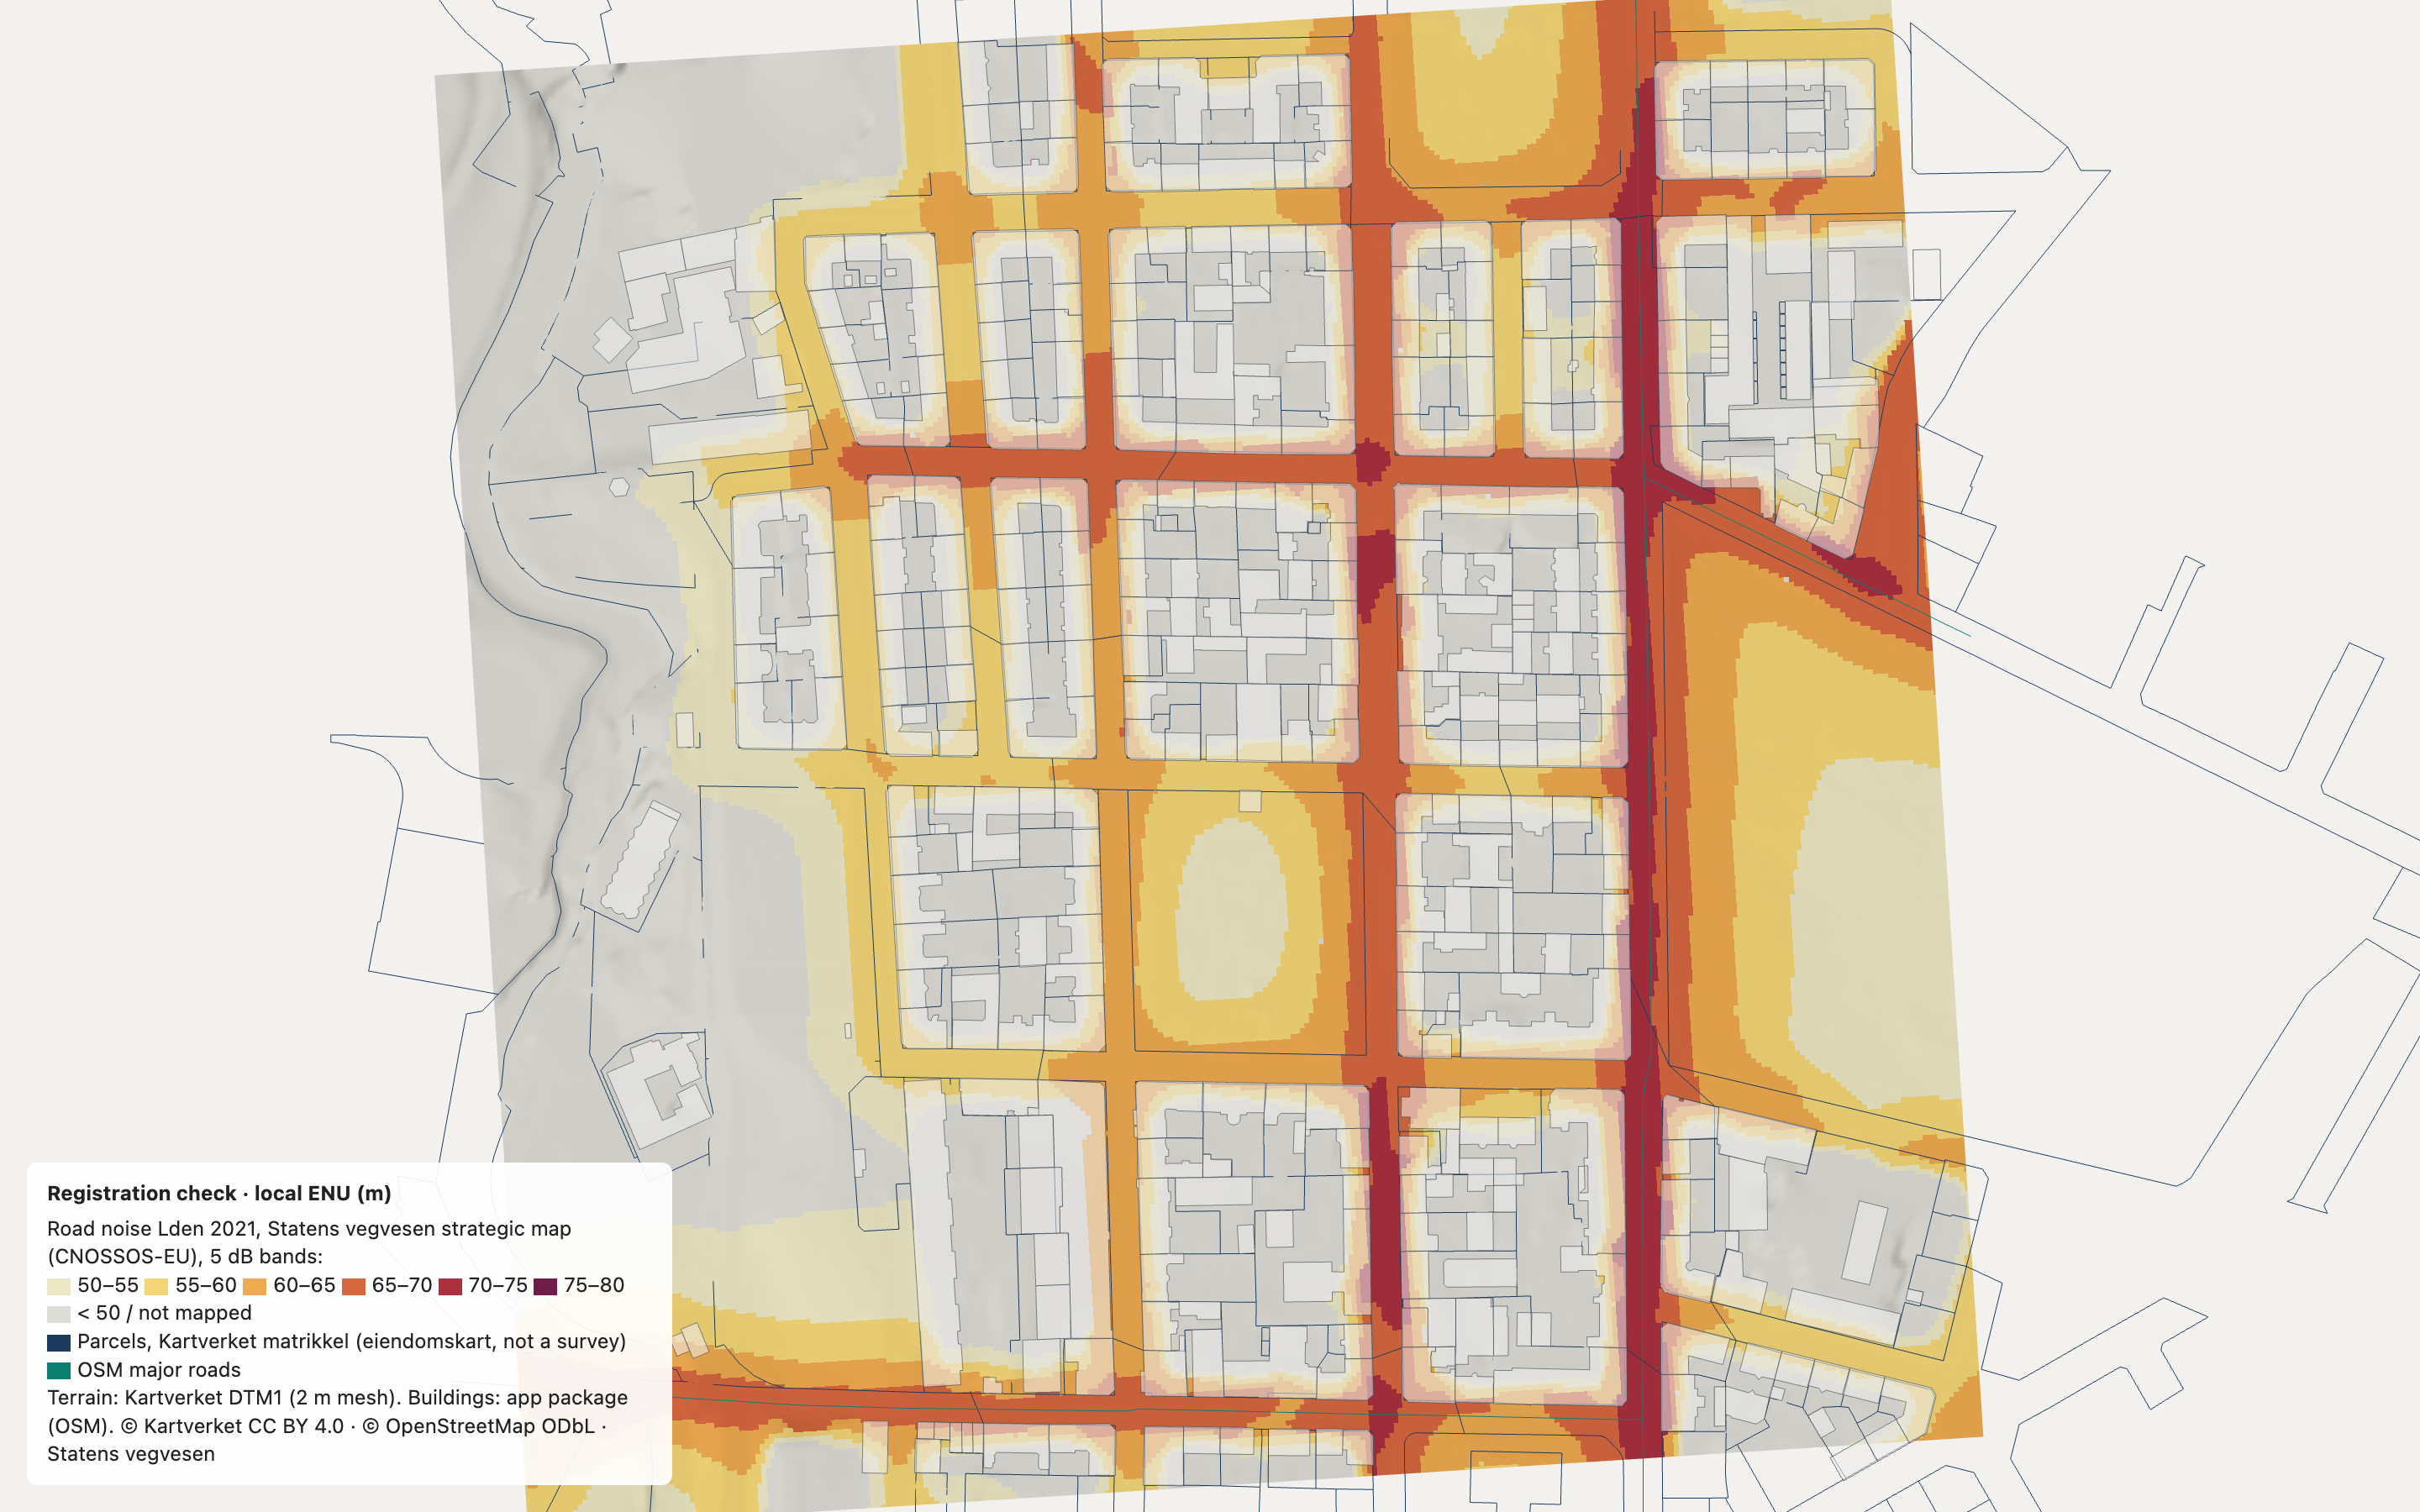 Registration check · local ENU (m)
Road noise Lden 2021, Statens vegvesen strategic map
(CNOSSOS-EU), 5 dB bands:
50–55 55–60 60–65 65–70 70–75 75–80
< 50 / not mapped
Parcels, Kartverket matrikkel (eiendomskart, not a survey)
OSM major roads
Terrain: Kartverket DTM1 (2 m mesh). Buildings: app package
(OSM). © Kartverket CC BY 4.0 · © OpenStreetMap ODbL ·
Statens vegvesen